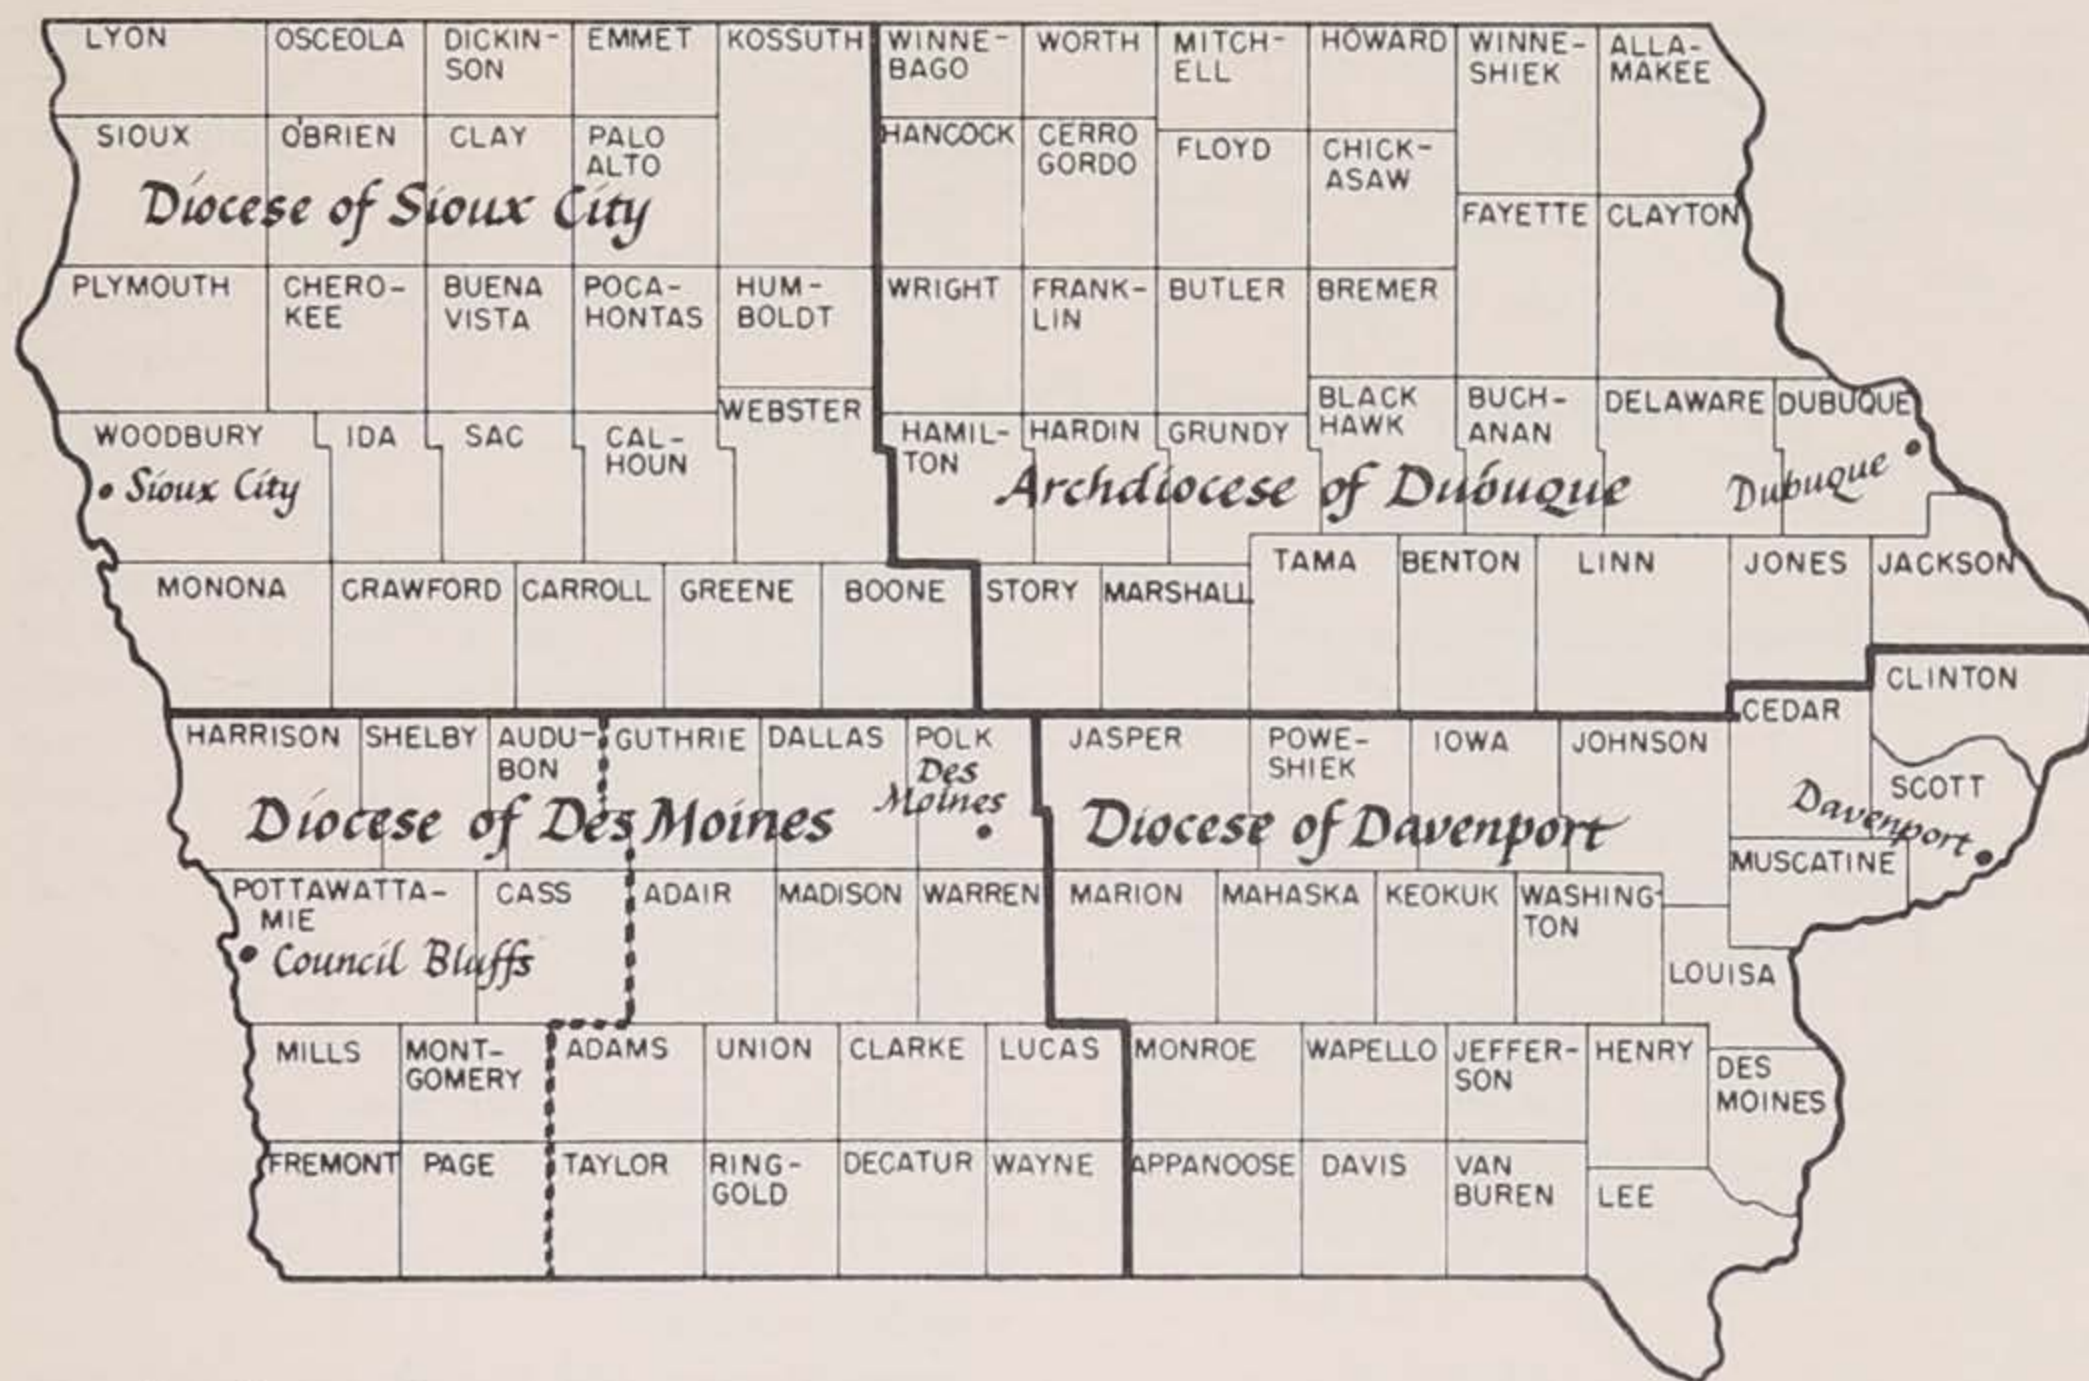 LYON
OSCEOLA
DICKIN-
SON
EMMET
KOSSUTH
WINNE-
BAGO
WORTH
MITCH-
ELL
HOWARD
WINNE-
SHIEK
ALLA-
MAKEE
SIOUX
O'BRIEN
CLAY
PALO
ALTO
HANCOCK
CERRO
GORDO
FLOYD
CHICK-
ASAW
FAYETTE
CLAYTON
Diocese of Sioux City
PLYMOUTH
CHERO-
KEE
BUENA
VISTA
POCA-
HONTAS
HUM-
BOLDT
WRIGHT
FRANK-
LIN
BUTLER
BREMER
WEBSTER
BLACK
HAWK
BUCH-
ANAN
DELAWARE
DUBUQUE
WOODBURY
IDA
SAC
CAL-
HOUN
HAMIL-
TON
HARDIN
GRUNDY
Sioux City
Archdiocese of Dubuque
Dubuque
MONONA
CRAWFORD
CARROLL
GREENE
BOONE
STORY
MARSHALL
TAMA
BENTON
LINN
JONES
JACKSON
CLINTON
CEDAR
HARRISON
SHELBY
AUDU-
BON
GUTHRIE
DALLAS
POLK
Des
Moines
JASPER
POWE-
SHIEK
IOWA
JOHNSON
SCOTT
Davenport
Diocese of Des Moines
Diocese of Davenport
MUSCATINE
POTTAWATTA-
MIE
CASS
ADAIR
MADISON
WARREN
MARION
MAHASKA
KEOKUK
WASHING-
TON
Council Bluffs
LOUISA
MILLS
MONT-
GOMERY
ADAMS
UNION
CLARKE
LUCAS
MONROE
WAPELLO
JEFFER-
SON
HENRY
DES
MOINES
FREMONT
PAGE
TAYLOR
RING-
GOLD
DECATUR
WAYNE
APPANOOSE
DAVIS
VAN
BUREN
LEE